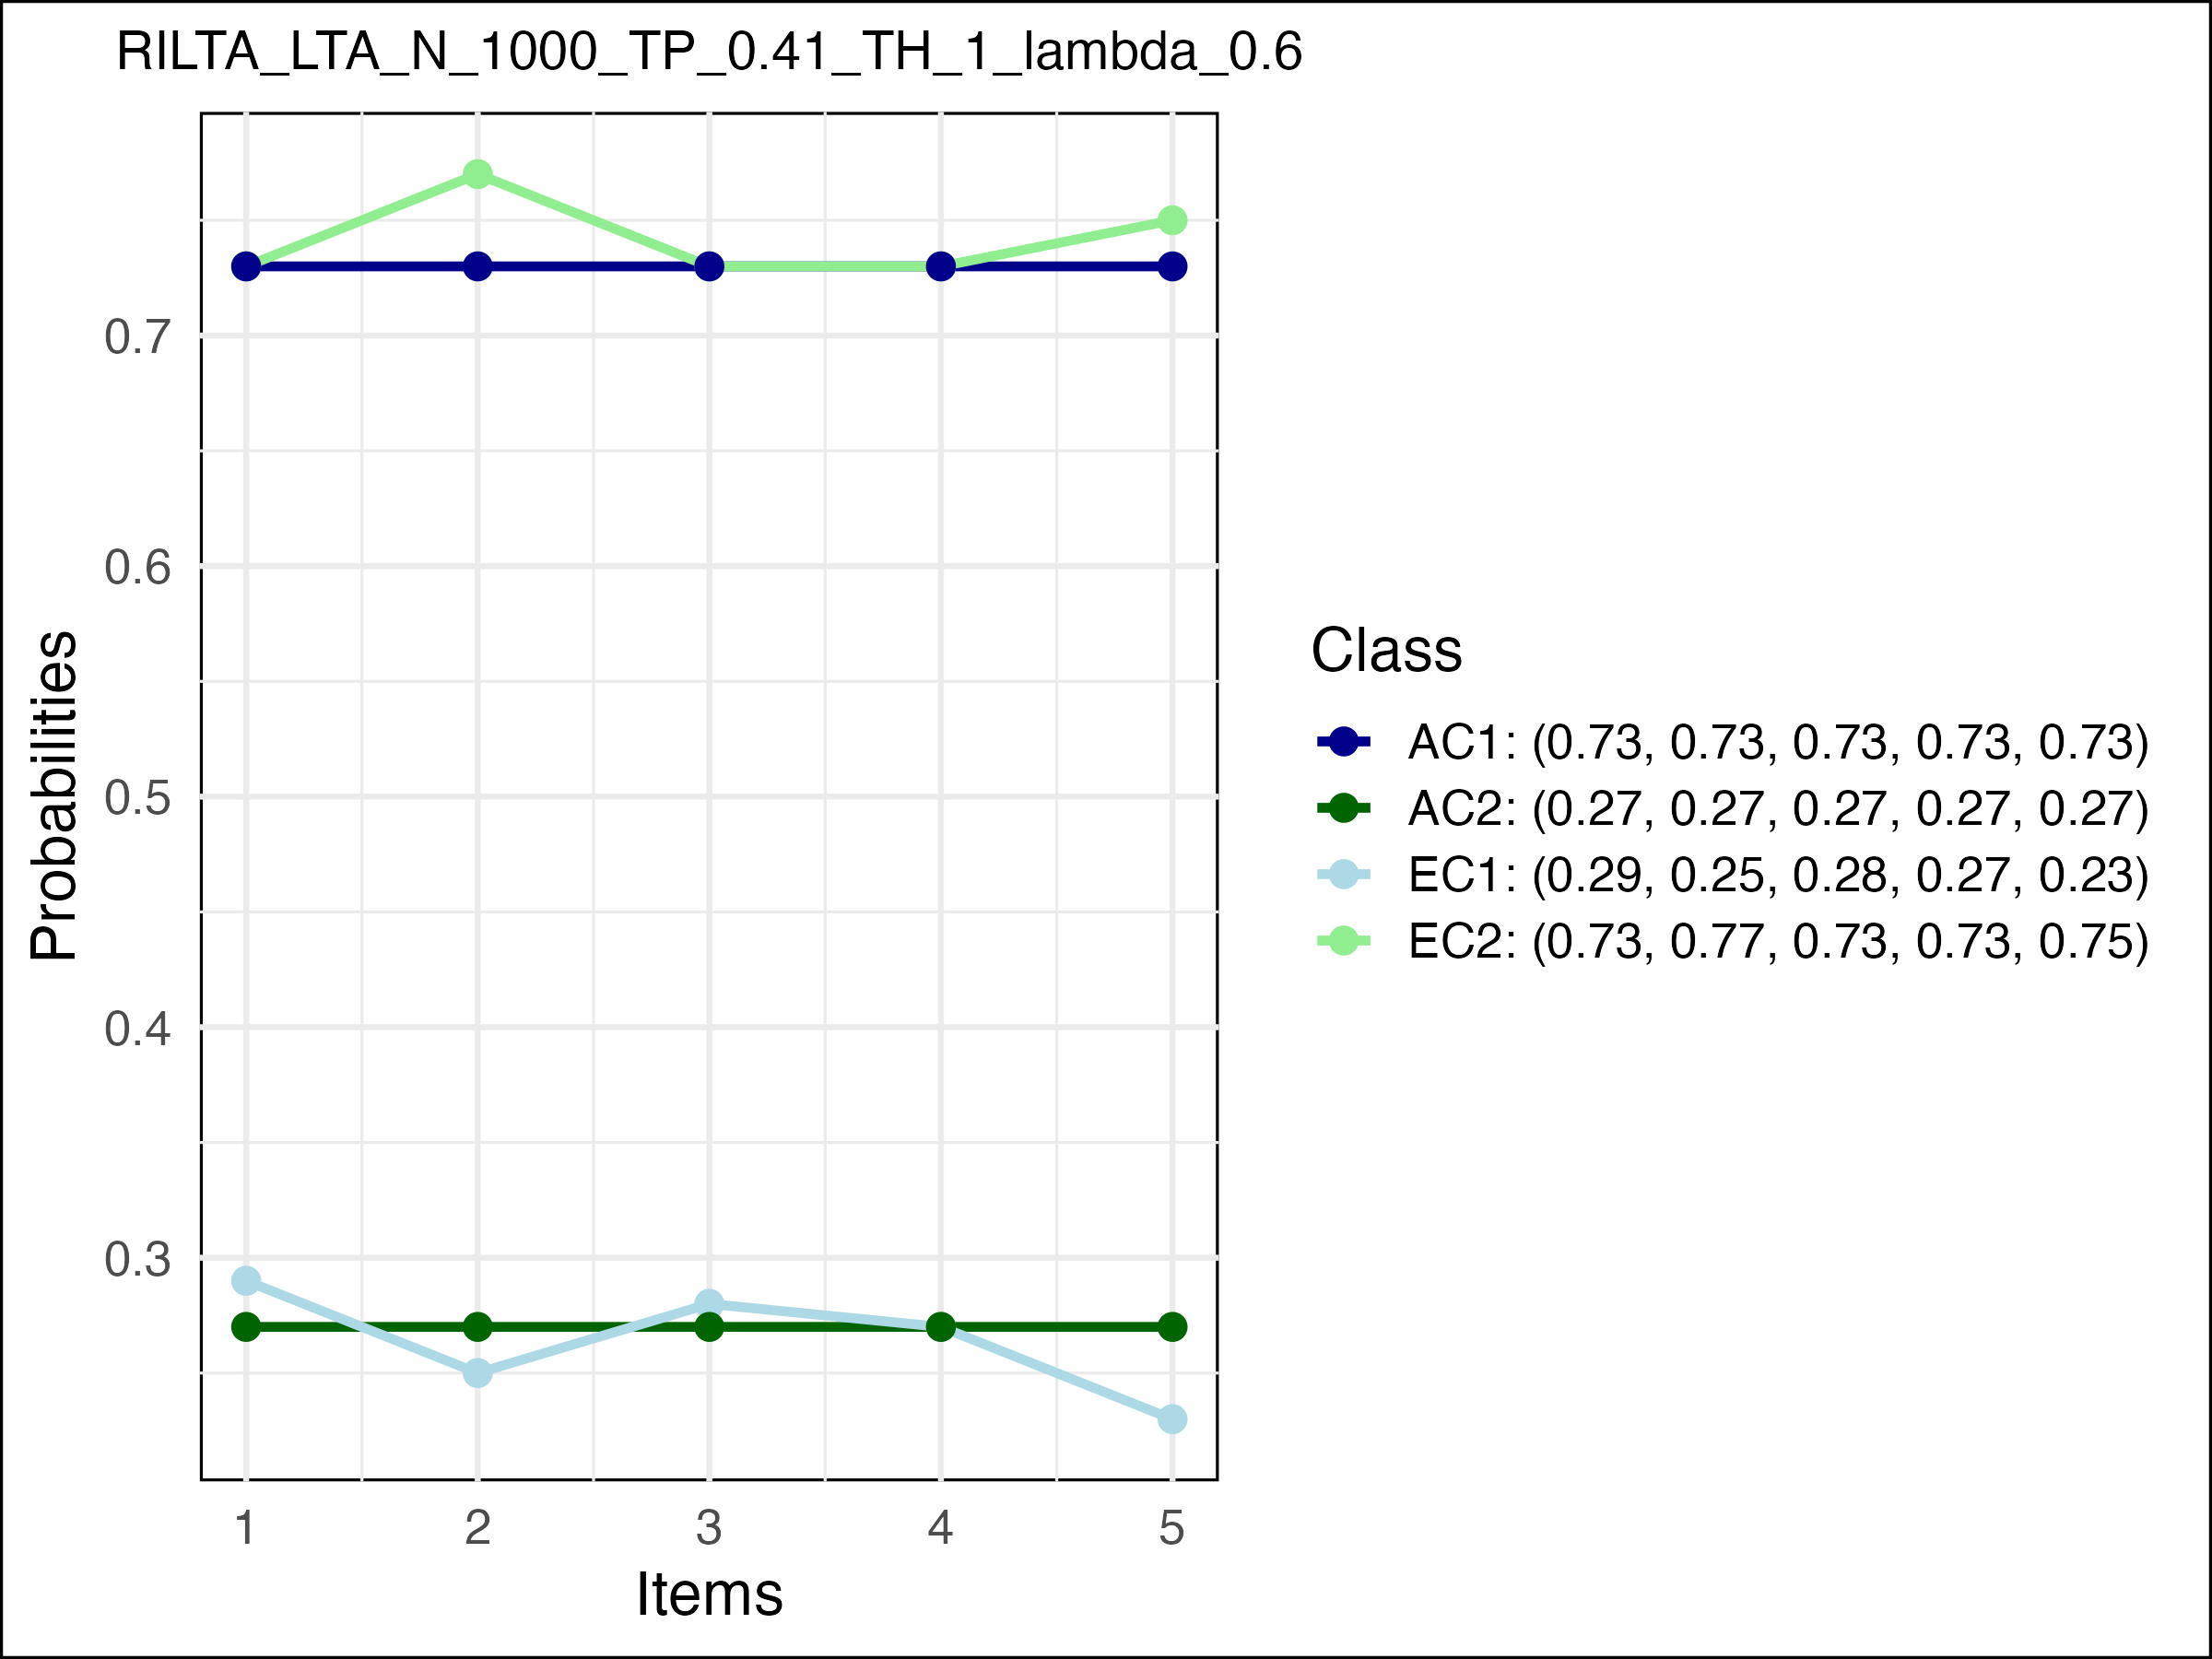 RILTA_LTA_N_1000_TP_0.41_TH_1_lambda_0.6
Probabilities
0.7
0.6
0.5
0.4
0.3
1 2 3 4 5
Items
Class
AC1: (0.73, 0.73, 0.73, 0.73, 0.73)
AC2: (0.27, 0.27, 0.27, 0.27, 0.27)
EC1: (0.29, 0.25, 0.28, 0.27, 0.23)
EC2: (0.73, 0.77, 0.73, 0.73, 0.75)